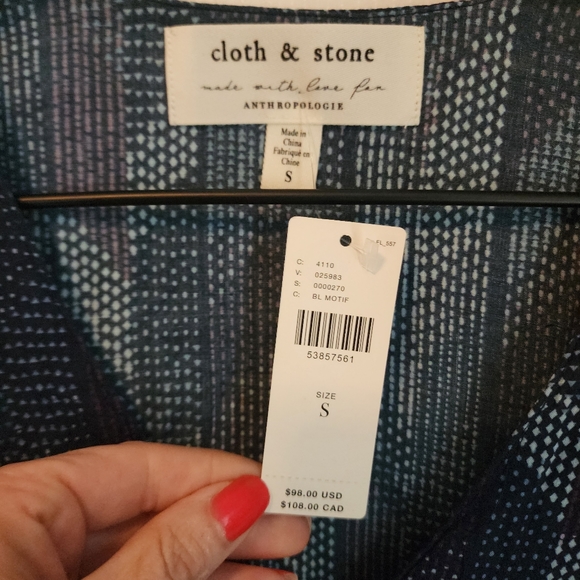 cloth & stone
made with love for
ANTHROPOLOGIE
Made in
China
Fabriqué en
Chine
S
FL_007
C: 4110
V: 025983
S: 0000270
C: BL MOTIF
53857561
SIZE
S
$98.00 USD
$108.00 CAD